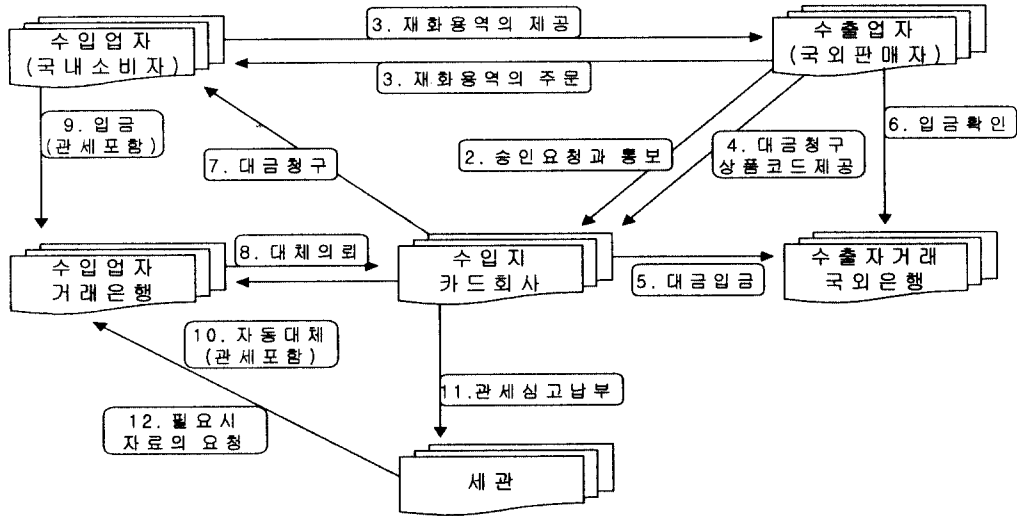 3. 재화용역의 제공
수입업자
(국내소비자)
수출업자
(국외판매자)
3. 재화용역의 주문
9. 입금
(관세포함)
7. 대금청구
2. 승인요청과 통보
4. 대금청구
상품코드제공
6. 입금확인
수입업자
거래은행
8. 대체의뢰
수입자
카드회사
5. 대금입금
수출자거래
국외은행
10. 자동대체
(관세포함)
11.관세심고납부
12. 필요시
자료의 요청
세관